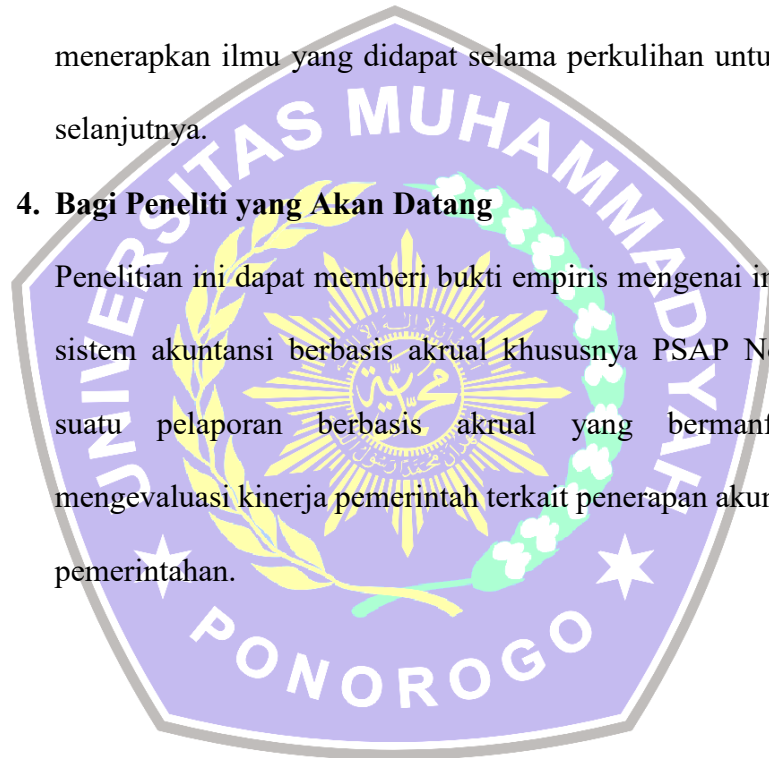 menerapkan ilmu yang didapat selama perkulihan untu
selanjutnya.
4. Bagi Peneliti yang Akan Datang
Penelitian ini dapat memberi bukti empiris mengenai i
sistem akuntansi berbasis akrual khususnya PSAP N
suatu pelaporan berbasis akrual yang berman
mengevaluasi kinerja pemerintah terkait penerapan aku
pemerintahan.
UNIVERSITAS MUHAMMADIYAH
PONOROGO